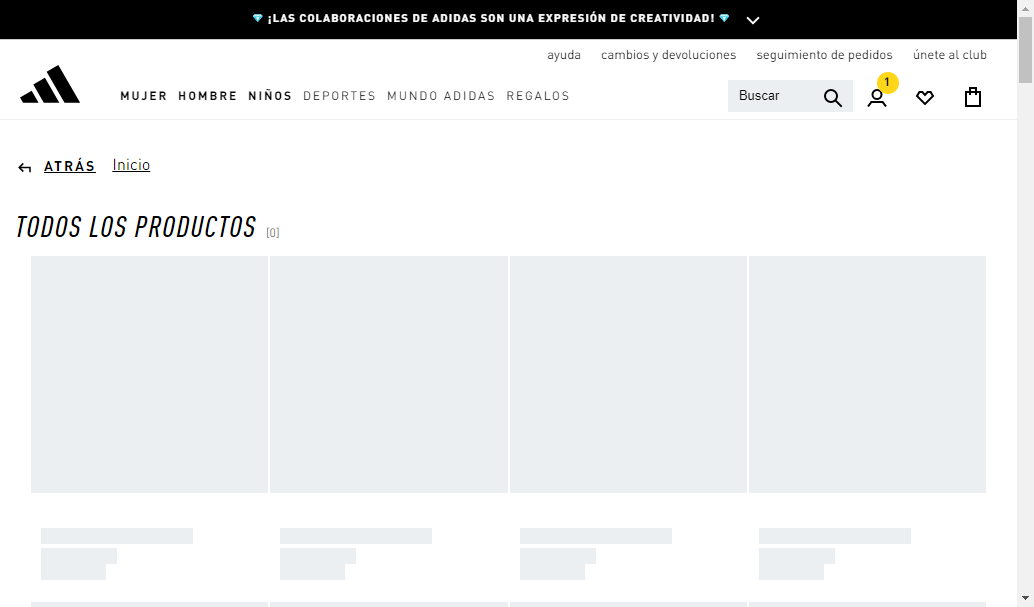 ¡LAS COLABORACIONES DE ADIDAS SON UNA EXPRESIÓN DE CREATIVIDAD!
ayuda cambios y devoluciones seguimiento de pedidos únete al club
MUJER HOMBRE NIÑOS DEPORTES MUNDO ADIDAS REGALOS Buscar 1
ATRÁS Inicio
TODOS LOS PRODUCTOS [0]